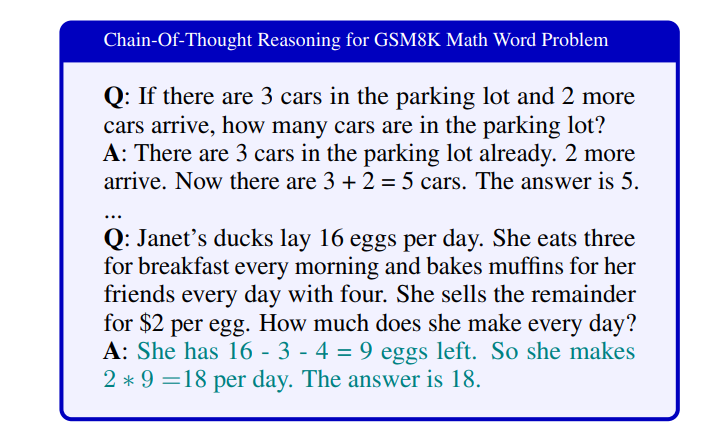 Chain-Of-Thought Reasoning for GSM8K Math Word Problem
Q: If there are 3 cars in the parking lot and 2 more
cars arrive, how many cars are in the parking lot?
A: There are 3 cars in the parking lot already. 2 more
arrive. Now there are 3 + 2 = 5 cars. The answer is 5.
...
Q: Janet’s ducks lay 16 eggs per day. She eats three
for breakfast every morning and bakes muffins for her
friends every day with four. She sells the remainder
for $2 per egg. How much does she make every day?
A: She has 16 - 3 - 4 = 9 eggs left. So she makes
2 ∗ 9 =18 per day. The answer is 18.